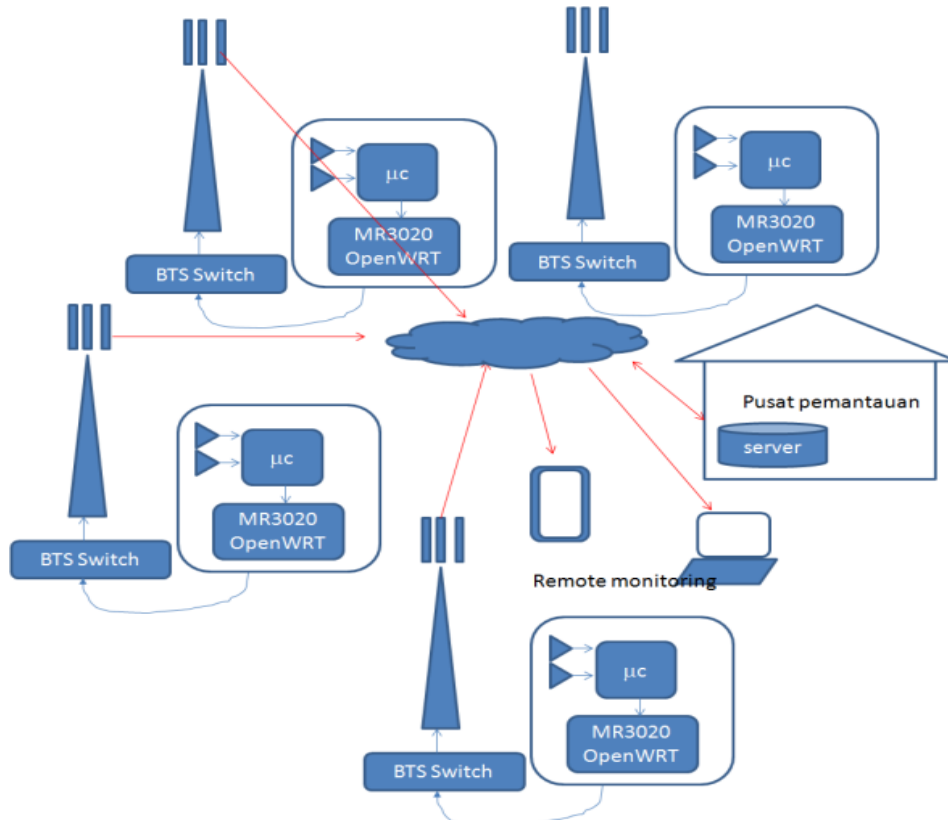 μc
MR3020
OpenWRT
BTS Switch
μc
MR3020
OpenWRT
BTS Switch
Pusat pemantauan
server
μc
MR3020
OpenWRT
BTS Switch
Remote monitoring
μc
MR3020
OpenWRT
BTS Switch